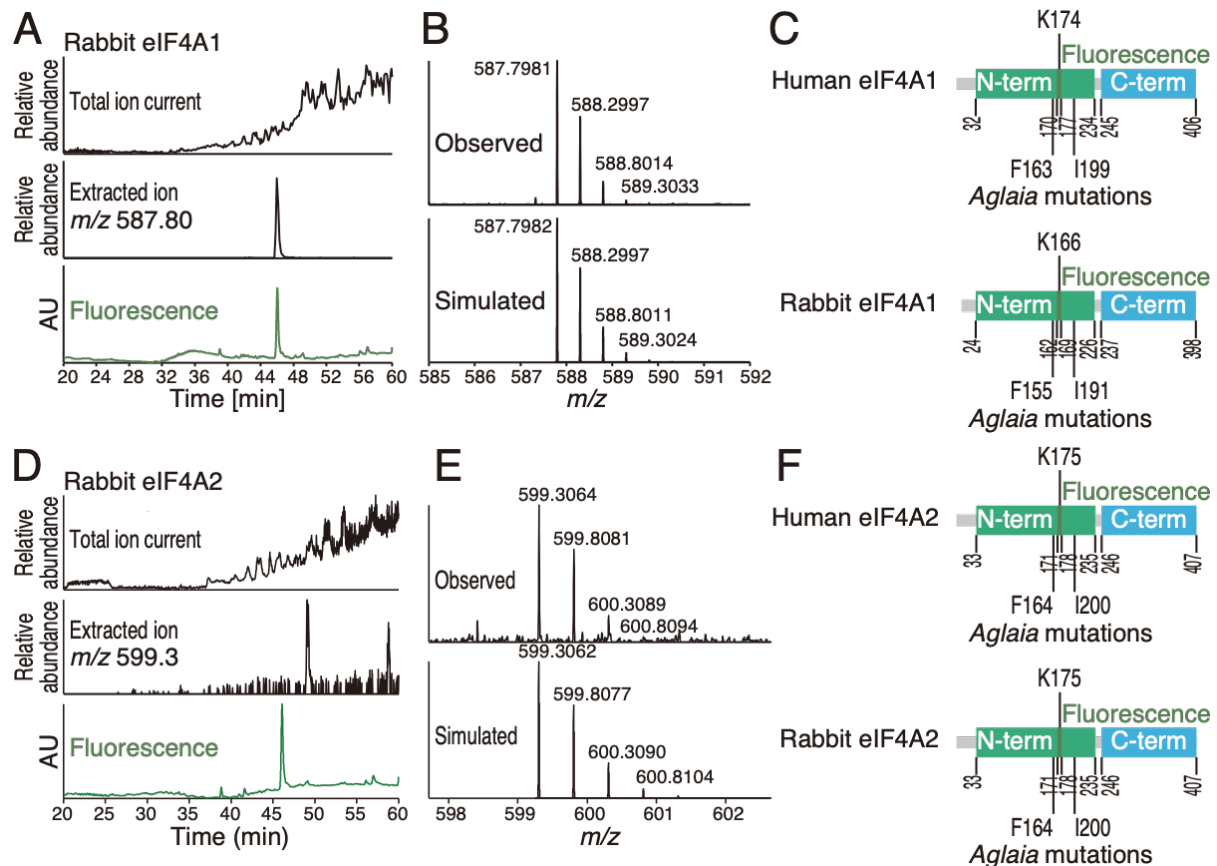 A
Rabbit eIF4A1
Relative
abundance
Total ion current
Relative
abundance
Extracted ion
m/z 587.80
AU
Fluorescence
20 24 28 32 36 40 44 48 52 56 60
Time [min]
B
587.7981
588.2997
588.8014
589.3033
Observed
587.7982
588.2997
588.8011
589.3024
Simulated
585 586 587 588 589 590 591 592
m/z
C
K174
Fluorescence
Human eIF4A1
N-term
C-term
32
170
177
234
245
406
F163
I199
Aglaia mutations
K166
Fluorescence
Rabbit eIF4A1
N-term
C-term
24
162
169
226
237
398
F155
I191
Aglaia mutations
D
Rabbit eIF4A2
Relative
abundance
Total ion current
Relative
abundance
Extracted ion
m/z 599.3
AU
Fluorescence
20 25 30 35 40 45 50 55 60
Time (min)
E
599.3064
599.8081
600.3089
600.8094
Observed
599.3062
599.8077
600.3090
600.8104
Simulated
598 599 600 601 602
m/z
F
K175
Fluorescence
Human eIF4A2
N-term
C-term
33
171
178
235
246
407
F164
I200
Aglaia mutations
K175
Fluorescence
Rabbit eIF4A2
N-term
C-term
33
171
178
235
246
407
F164
I200
Aglaia mutations